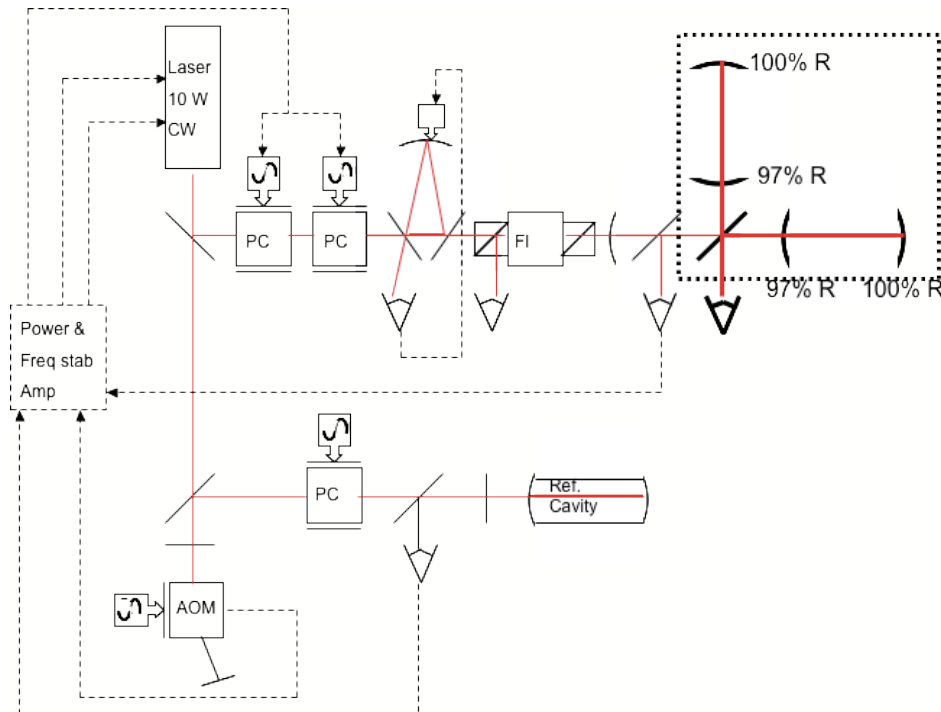 Laser
10 W
CW
100% R
97% R
PC
PC
FI
97% R
100% R
Power &
Freq stab
Amp
PC
Ref.
Cavity
AOM